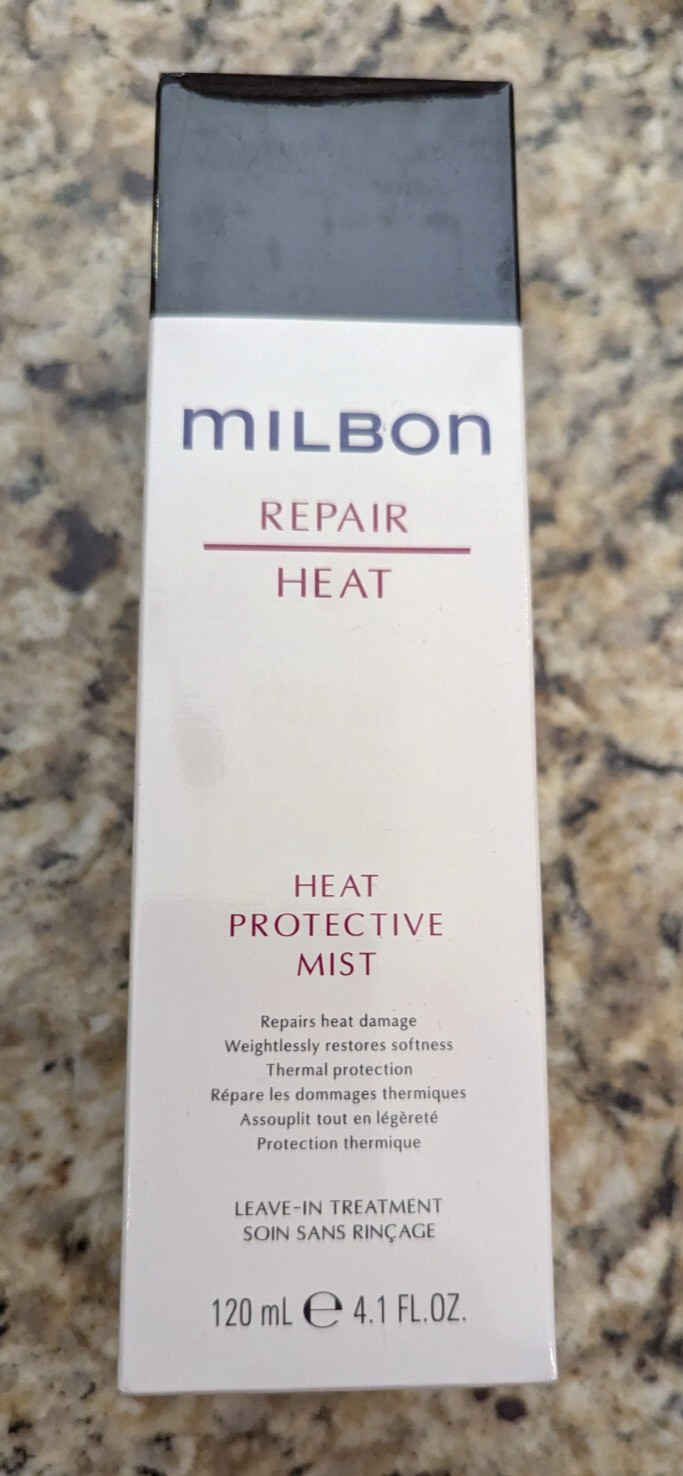 MILBON
REPAIR
HEAT
HEAT
PROTECTIVE
MIST
Repairs heat damage
Weightlessly restores softness
Thermal protection
Répare les dommages thermiques
Assouplit tout en légèreté
Protection thermique
LEAVE-IN TREATMENT
SOIN SANS RINÇAGE
120 mL ℮ 4.1 FL.OZ.